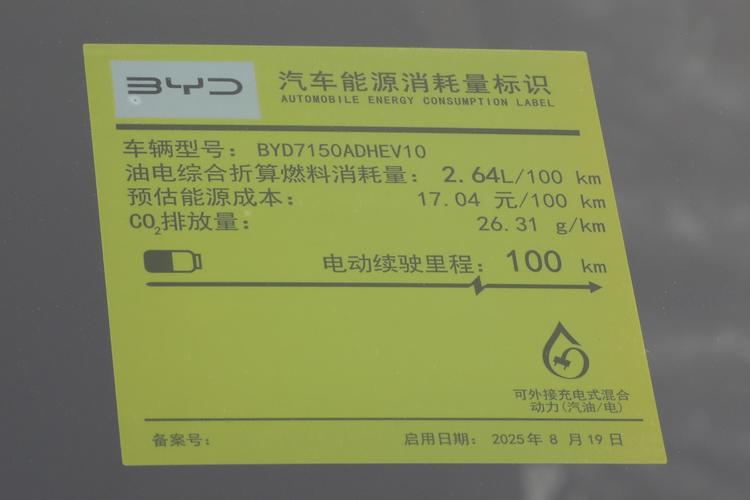 BYD 汽车能源消耗量标识
AUTOMOBILE ENERGY CONSUMPTION LABEL
车辆型号: BYD7150ADHEV10
油电综合折算燃料消耗量: 2.64L/100 km
预估能源成本: 17.04 元/100 km
CO₂排放量: 26.31 g/km
电动续驶里程: 100 km
可外接充电式混合
动力(汽油/电)
备案号: 启用日期: 2025年 8 月 19 日